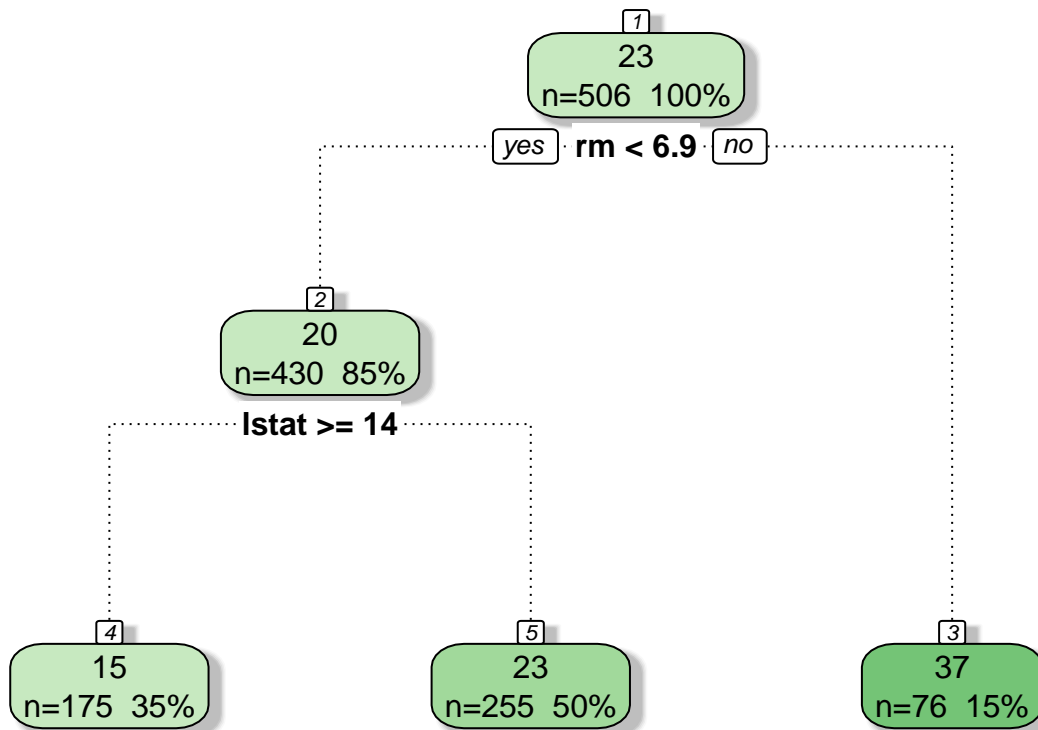 1
23
n=506 100%
yes rm < 6.9 no
2
20
n=430 85%
lstat >= 14
4
15
n=175 35%
5
23
n=255 50%
3
37
n=76 15%